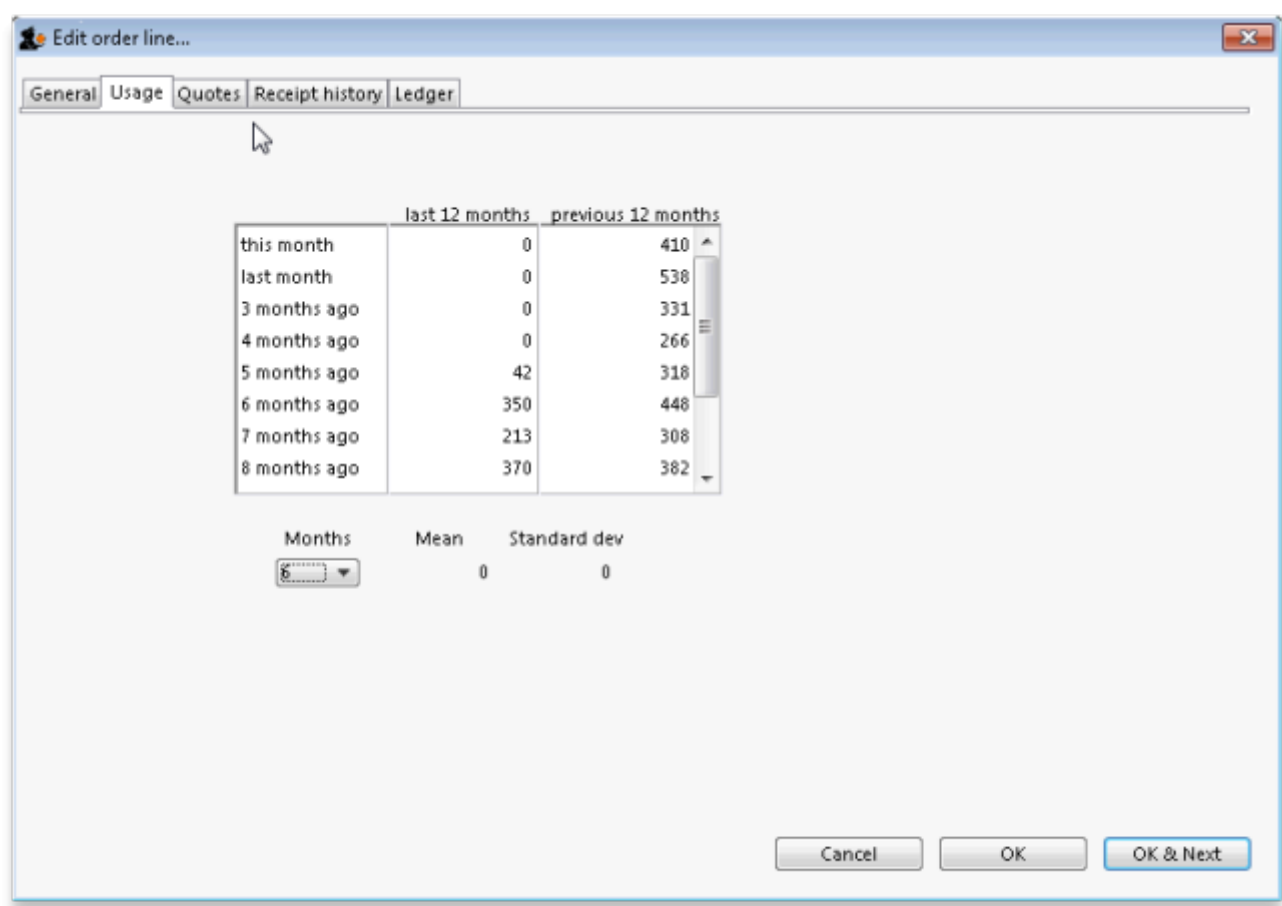 Edit order line...
General Usage Quotes Receipt history Ledger
last 12 months previous 12 months
this month 0 410
last month 0 538
3 months ago 0 331
4 months ago 0 266
5 months ago 42 318
6 months ago 350 448
7 months ago 213 308
8 months ago 370 382
Months Mean Standard dev
6 0 0
Cancel OK OK & Next